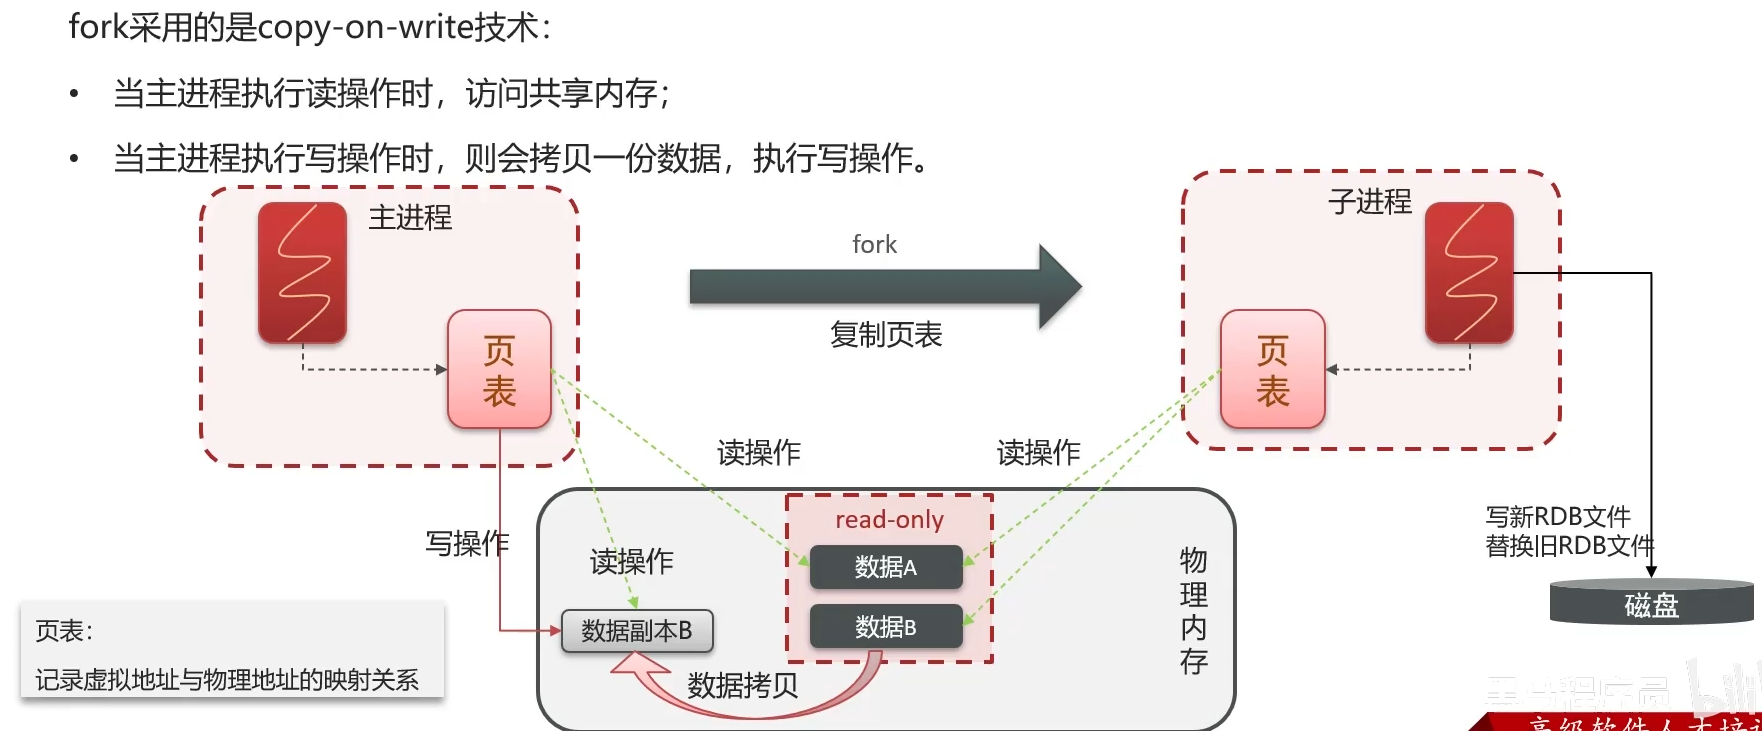 fork采用的是copy-on-write技术：
• 当主进程执行读操作时，访问共享内存；
• 当主进程执行写操作时，则会拷贝一份数据，执行写操作。
主进程
子进程
fork
复制页表
页表
页表
读操作
读操作
写操作
读操作
read-only
数据A
数据B
数据副本B
数据拷贝
物理内存
写新RDB文件
替换旧RDB文件
磁盘
页表：
记录虚拟地址与物理地址的映射关系
黑马程序员
高级软件人才培